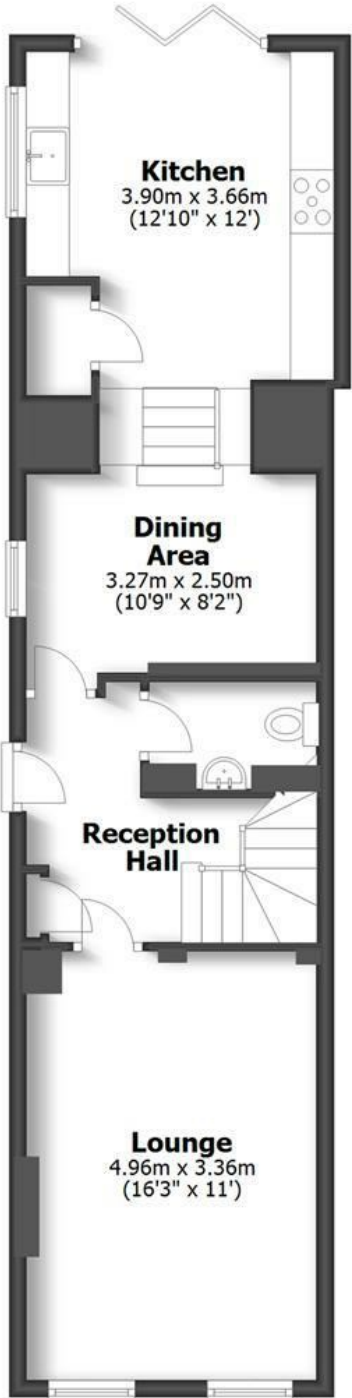 Kitchen
3.90m x 3.66m
(12'10" x 12')
Dining
Area
3.27m x 2.50m
(10'9" x 8'2")
Reception
Hall
Lounge
4.96m x 3.36m
(16'3" x 11')